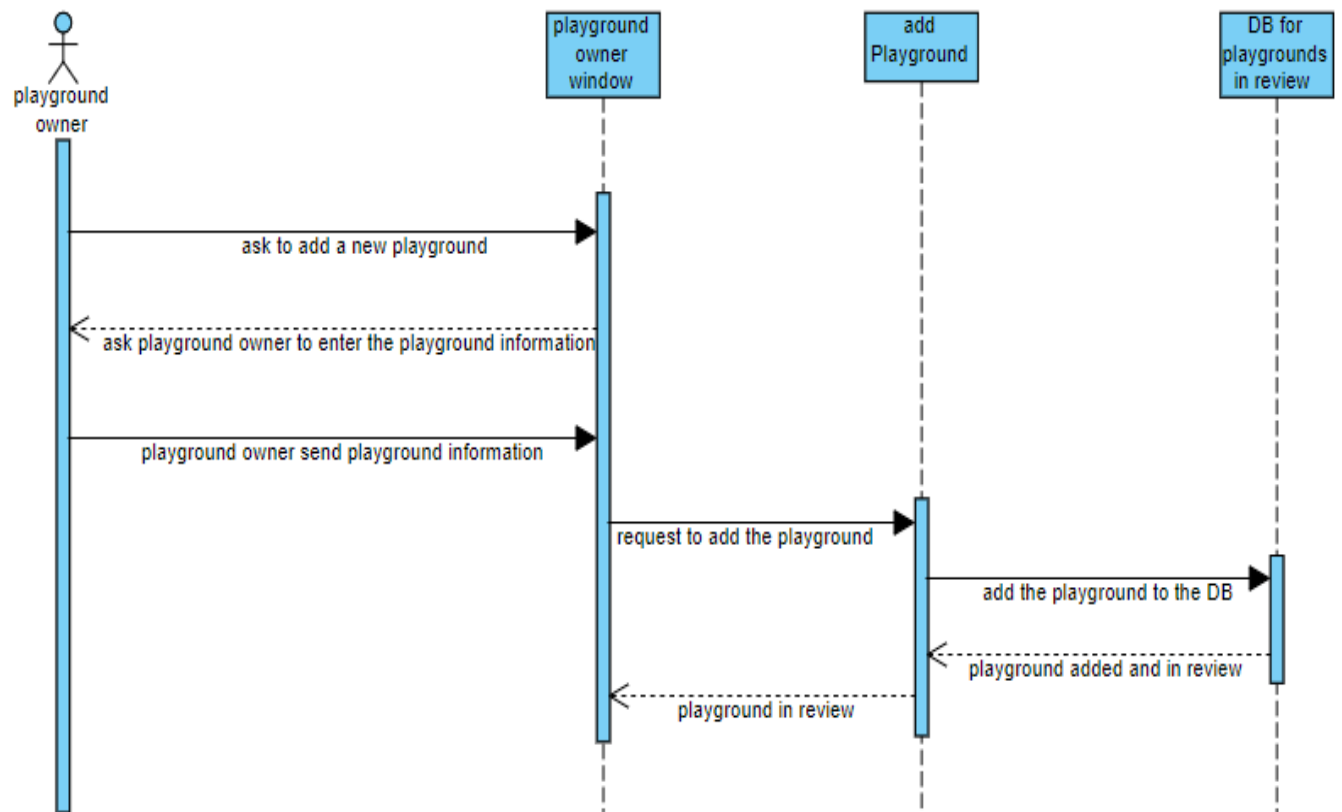 playground
owner
playground
owner
window
add
Playground
DB for
playgrounds
in review
ask to add a new playground
ask playground owner to enter the playground information
playground owner send playground information
request to add the playground
add the playground to the DB
playground added and in review
playground in review